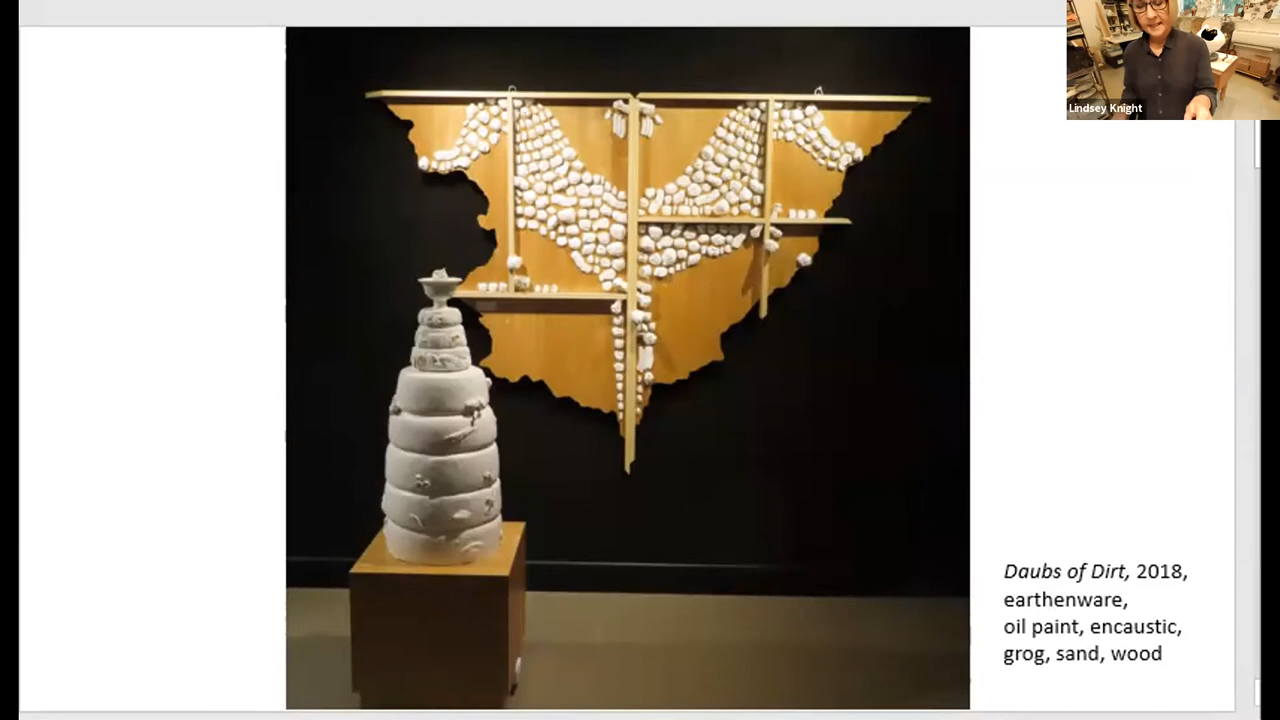 Lindsey Knight
Daubs of Dirt, 2018,
earthenware,
oil paint, encaustic,
grog, sand, wood